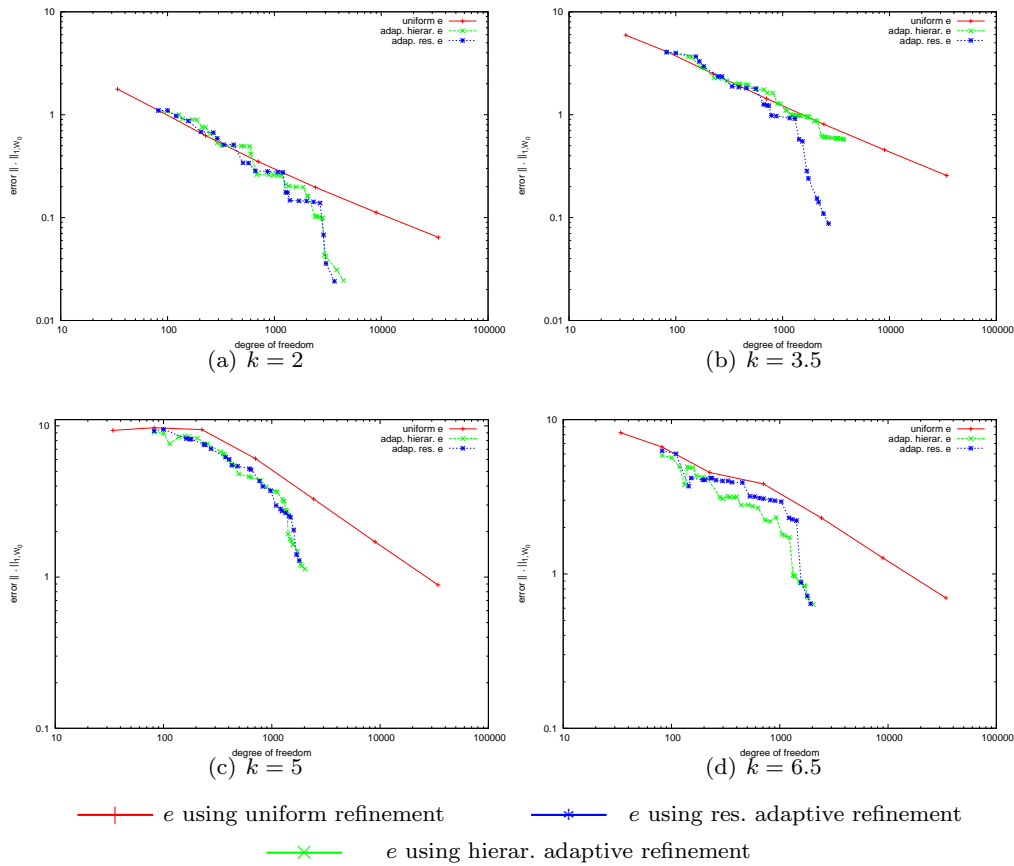 10
1
0.1
0.01
error || · ||1,W0
uniform e
adap. hierar. e
adap. res. e
10 100 1000 10000 100000
degree of freedom
(a) k = 2
10
1
0.1
0.01
error || · ||1,W0
uniform e
adap. hierar. e
adap. res. e
10 100 1000 10000 100000
degree of freedom
(b) k = 3.5
10
1
0.1
error || · ||1,W0
uniform e
adap. hierar. e
adap. res. e
10 100 1000 10000 100000
degree of freedom
(c) k = 5
10
1
0.1
error || · ||1,W0
uniform e
adap. hierar. e
adap. res. e
10 100 1000 10000 100000
degree of freedom
(d) k = 6.5
e using uniform refinement
e using res. adaptive refinement
e using hierar. adaptive refinement